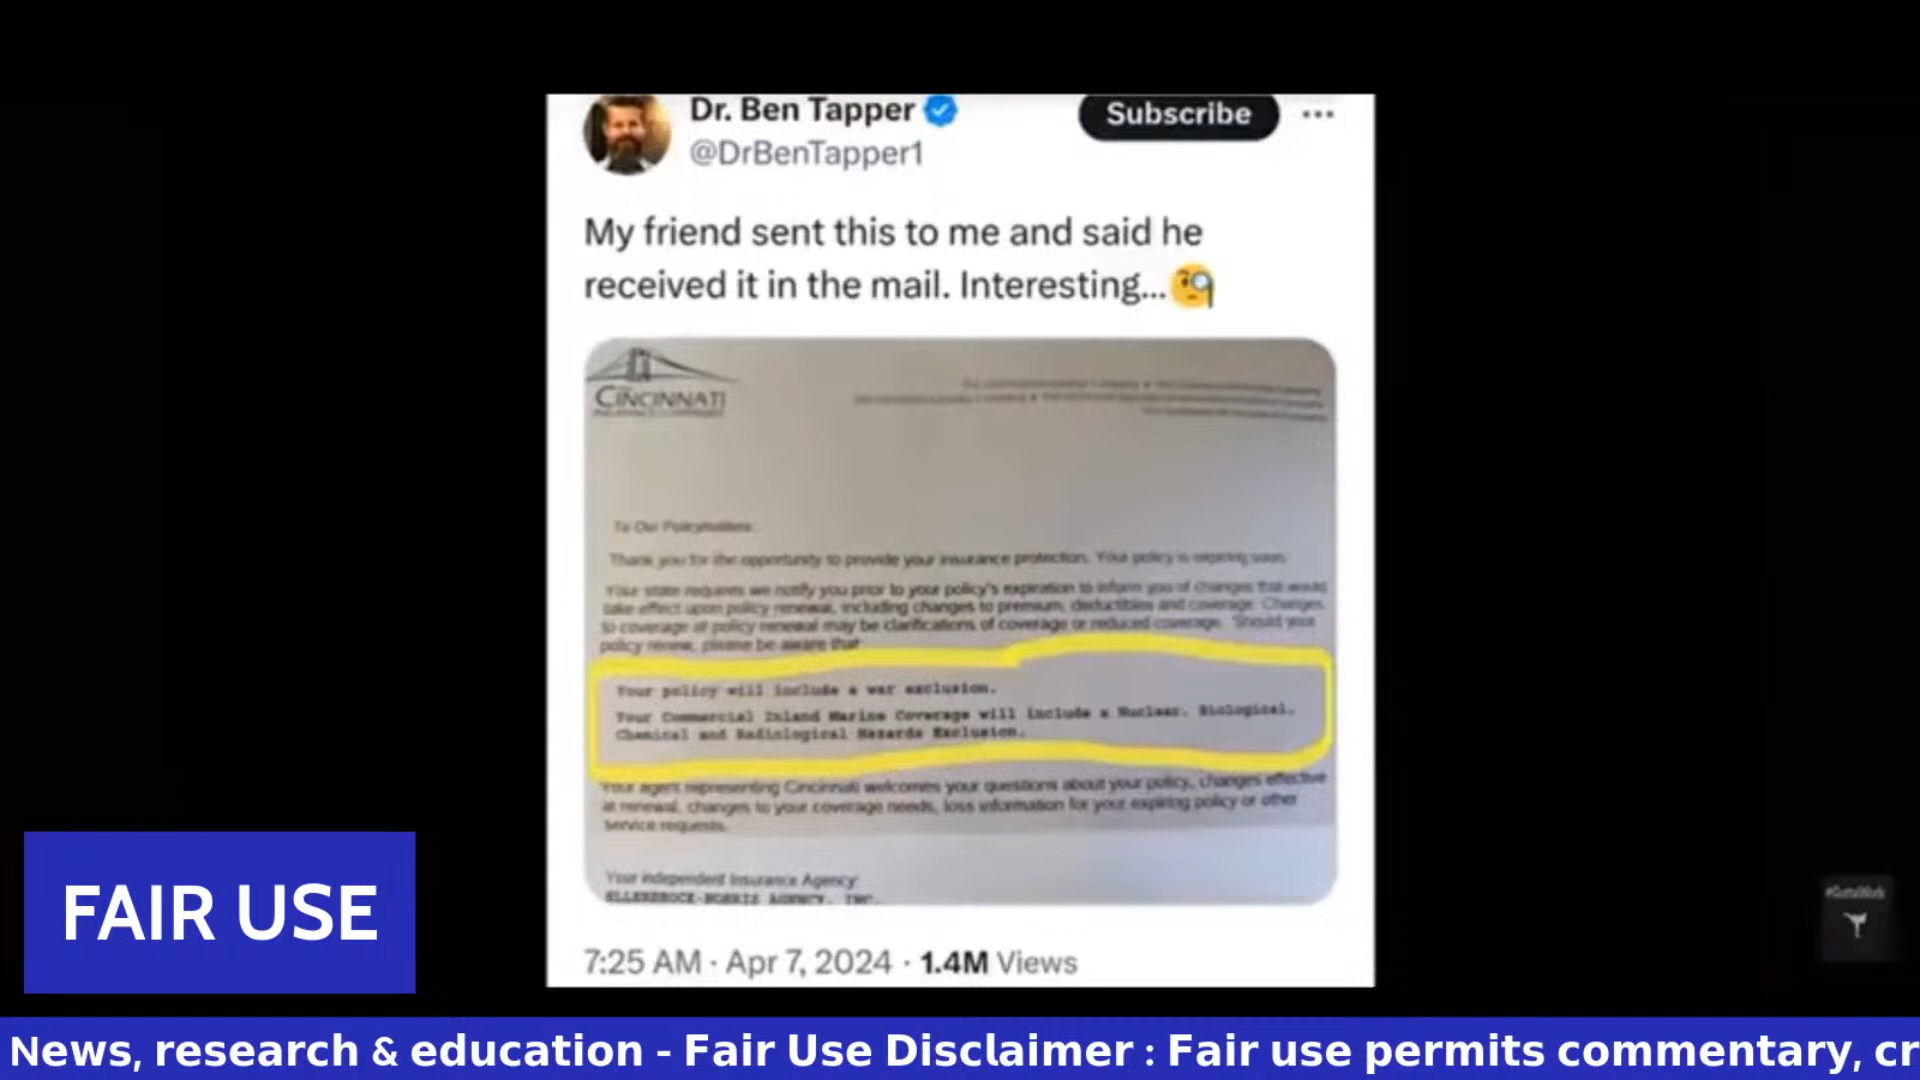 Dr. Ben Tapper
@DrBenTapper1
Subscribe
My friend sent this to me and said he
received it in the mail. Interesting...
CINCINNATI
To Our Policyholders
Thank you for the opportunity to provide your insurance protection. Your policy is expiring soon.
Your state requires we notify you prior to your policy's expiration to inform you of changes that would
take effect upon policy renewal, including changes to premium, deductibles and coverage. Changes
to coverage at policy renewal may be clarifications of coverage or reduced coverage. Should your
policy renew, please be aware that
Your policy will include a war exclusion.
Your Commercial Inland Marine Coverage will include a Nuclear, Biological,
Chemical and Radiological Hazards Exclusion.
Your agent representing Cincinnati welcomes your questions about your policy, changes effective
at renewal, changes to your coverage needs, loss information for your expiring policy or other
service requests.
Your independent Insurance Agency:
AGENCY, INC.
7:25 AM · Apr 7, 2024 · 1.4M Views
FAIR USE
News, research & education - Fair Use Disclaimer : Fair use permits commentary, cr